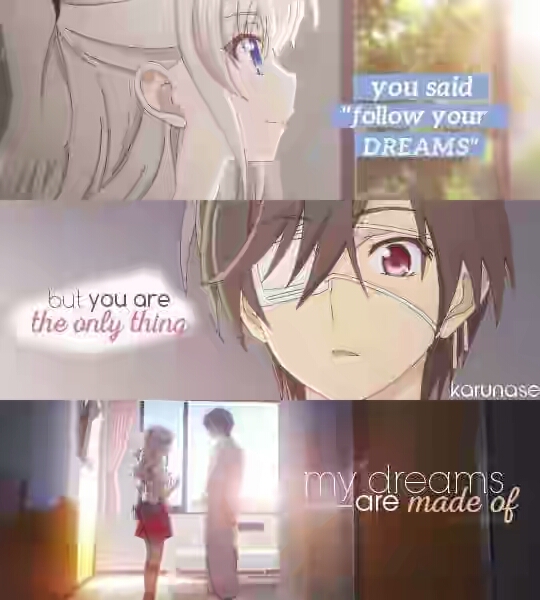 you said
"follow your
DREAMS"
but you are
the only thing
karunase
my dreams
are made of